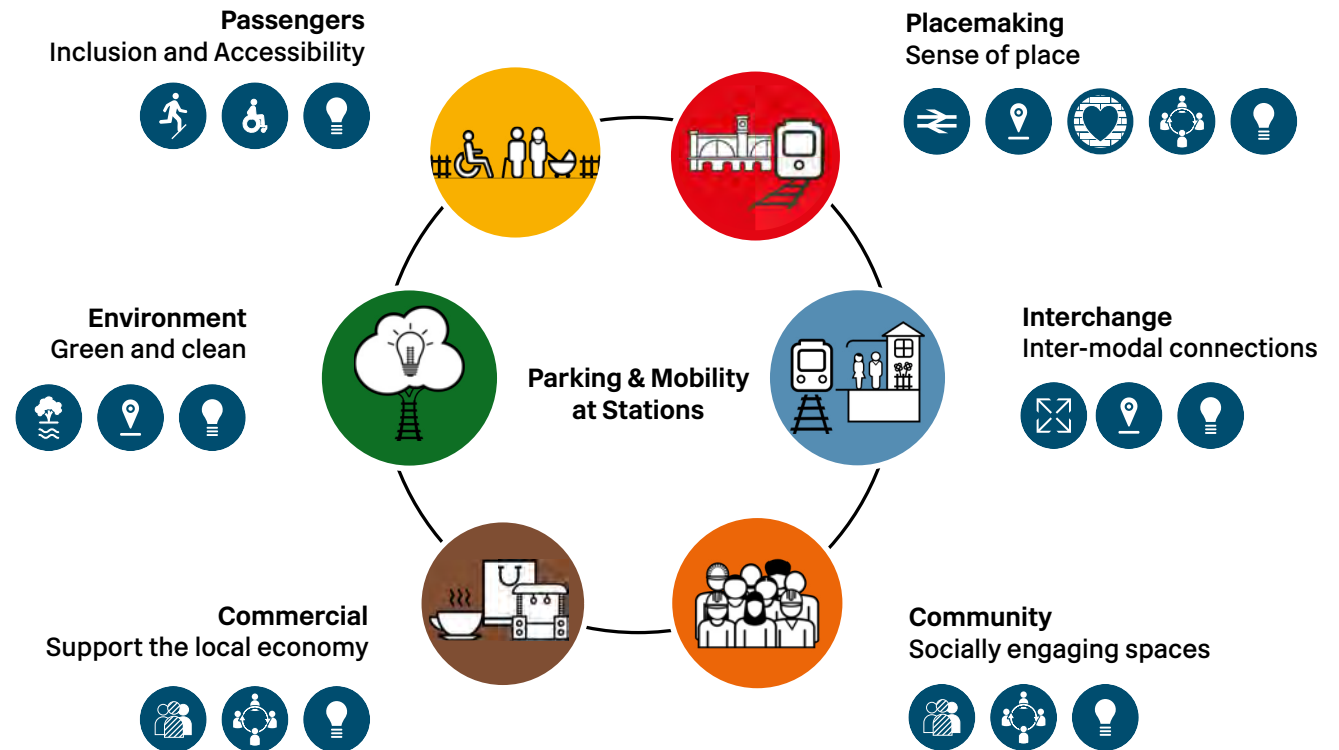 Passengers
Inclusion and Accessibility
Placemaking
Sense of place
Environment
Green and clean
Parking & Mobility
at Stations
Interchange
Inter-modal connections
Commercial
Support the local economy
Community
Socially engaging spaces